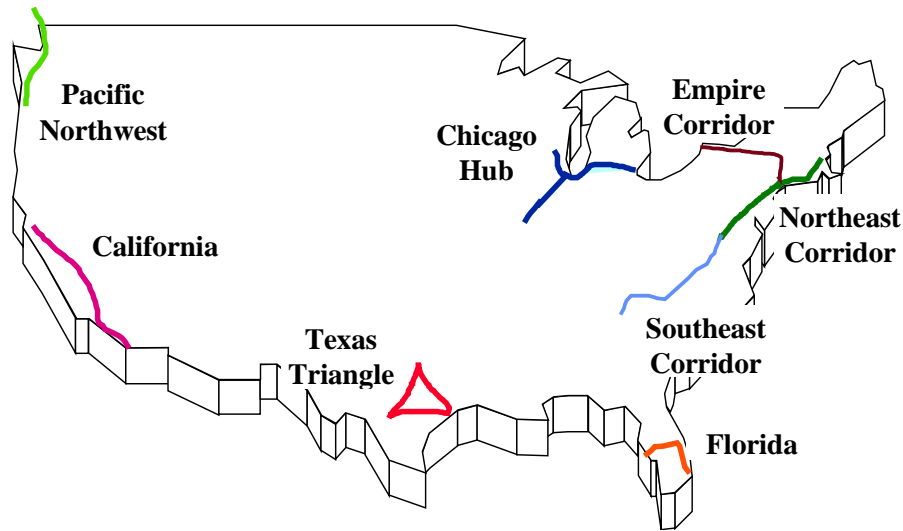 Pacific
Northwest
Empire
Corridor
Chicago
Hub
Northeast
Corridor
California
Southeast
Corridor
Texas
Triangle
Florida